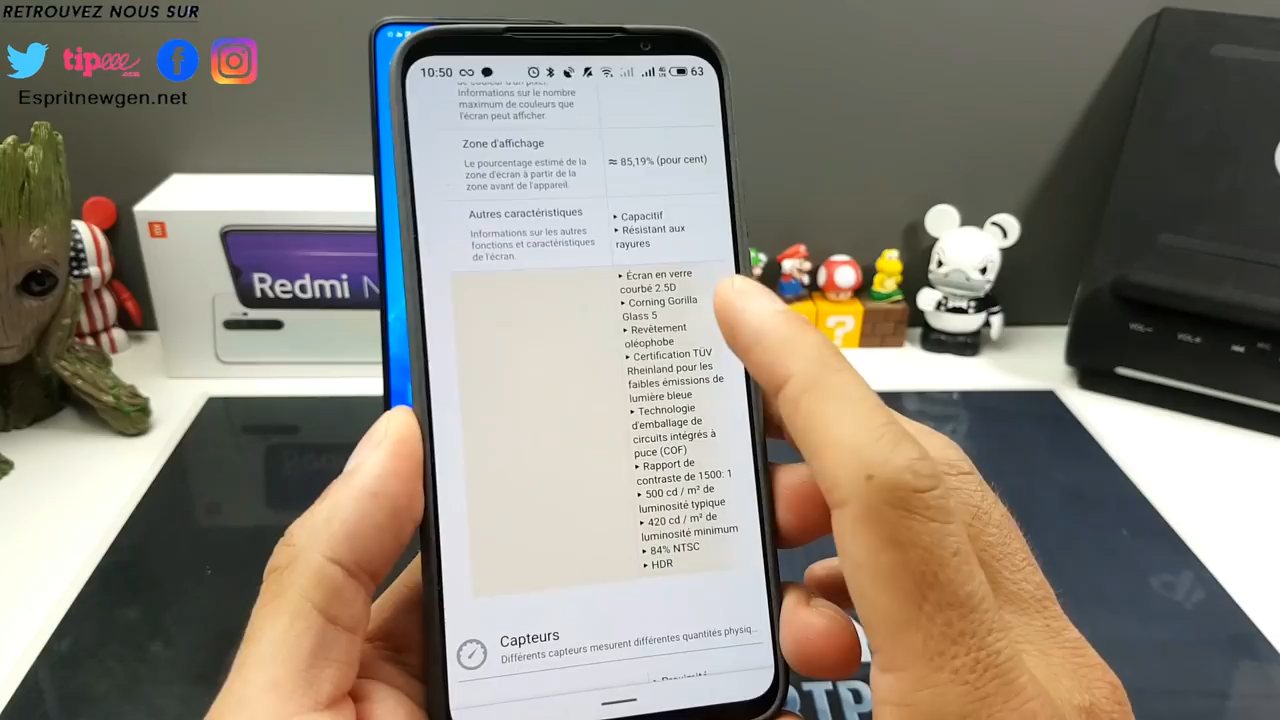 RETROUVEZ NOUS SUR
tipeee
.com
Espritnewgen.net
10:50
63
Informations sur le nombre
maximum de couleurs que
l'écran peut afficher.
Zone d'affichage
Le pourcentage estimé de la
zone d'écran à partir de la
zone avant de l'appareil.
≈ 85,19% (pour cent)
Autres caractéristiques
Informations sur les autres
fonctions et caractéristiques
de l'écran.
▸ Capacitif
▸ Résistant aux
rayures
▸ Écran en verre
courbé 2.5D
▸ Corning Gorilla
Glass 5
▸ Revêtement
oléophobe
▸ Certification TÜV
Rheinland pour les
faibles émissions de
lumière bleue
▸ Technologie
d'emballage de
circuits intégrés à
puce (COF)
▸ Rapport de
contraste de 1500: 1
▸ 500 cd / m² de
luminosité typique
▸ 420 cd / m² de
luminosité minimum
▸ 84% NTSC
▸ HDR
Capteurs
Différents capteurs mesurent différentes quantités physiq...
Redmi N
VOL-
VOL+